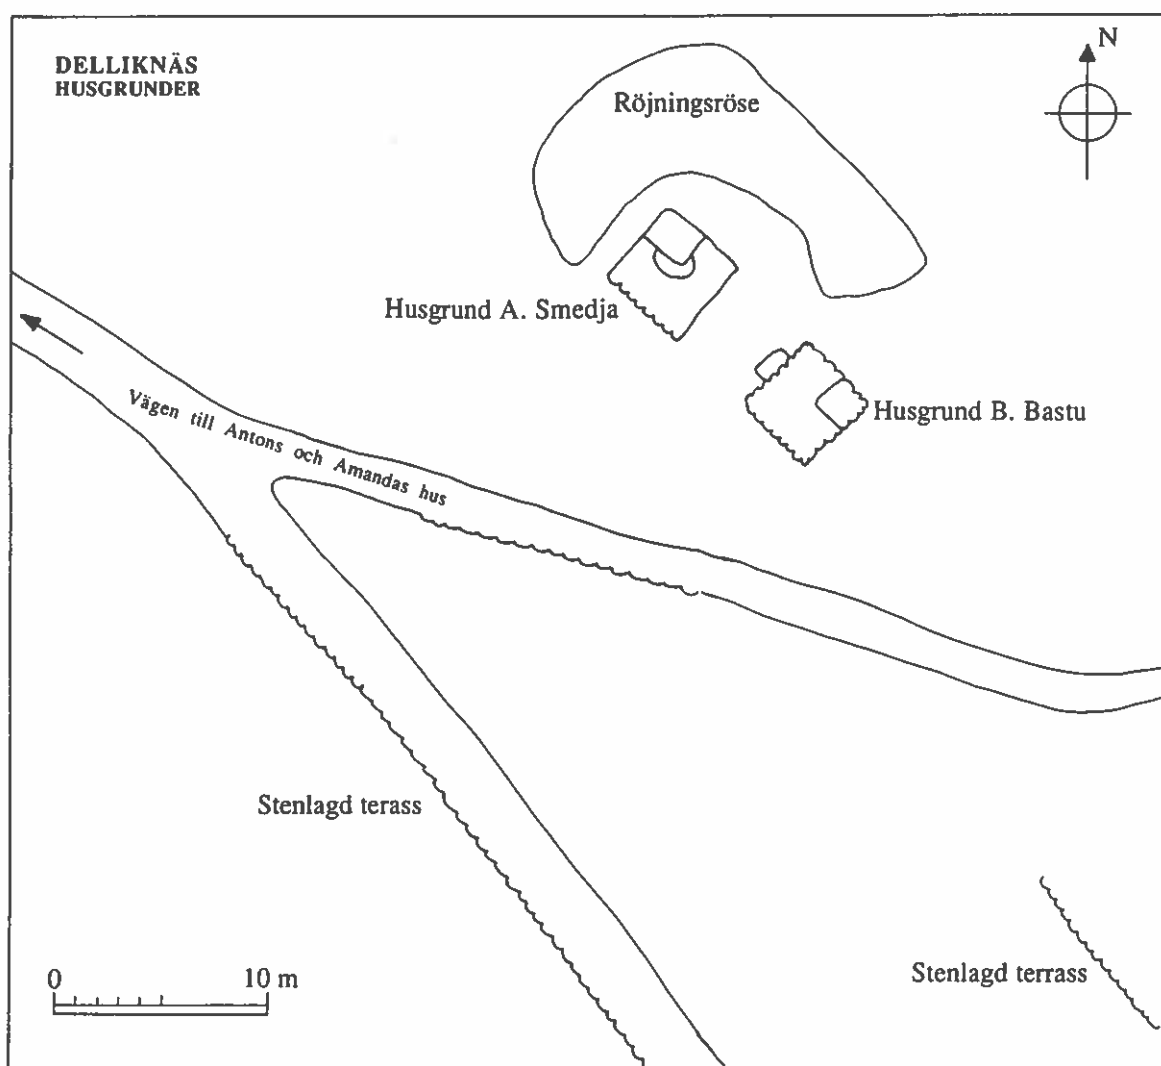 DELLIKNÄS
HUSGRUNDER
N
Röjningsröse
Husgrund A. Smedja
Husgrund B. Bastu
Vägen till Antons och Amandas hus
Stenlagd terass
Stenlagd terrass
0 10 m